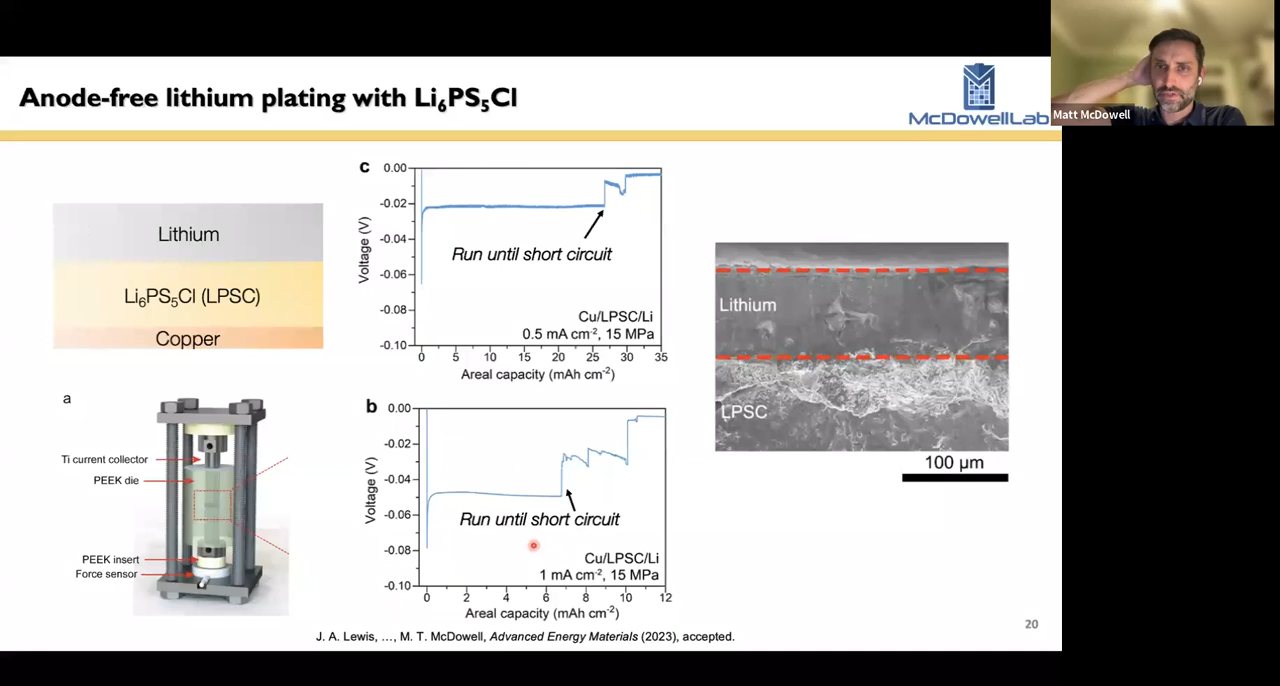 Anode-free lithium plating with Li₆PS₅Cl
McDowellLab
Matt McDowell
Lithium
Li₆PS₅Cl (LPSC)
Copper
a
Ti current collector
PEEK die
PEEK insert
Force sensor
c
0.00
-0.02
-0.04
-0.06
-0.08
-0.10
Voltage (V)
Run until short circuit
Cu/LPSC/Li
0.5 mA cm⁻², 15 MPa
0 5 10 15 20 25 30 35
Areal capacity (mAh cm⁻²)
b
0.00
-0.02
-0.04
-0.06
-0.08
-0.10
Voltage (V)
Run until short circuit
Cu/LPSC/Li
1 mA cm⁻², 15 MPa
0 2 4 6 8 10 12
Areal capacity (mAh cm⁻²)
Lithium
LPSC
100 µm
20
J. A. Lewis, ..., M. T. McDowell, Advanced Energy Materials (2023), accepted.